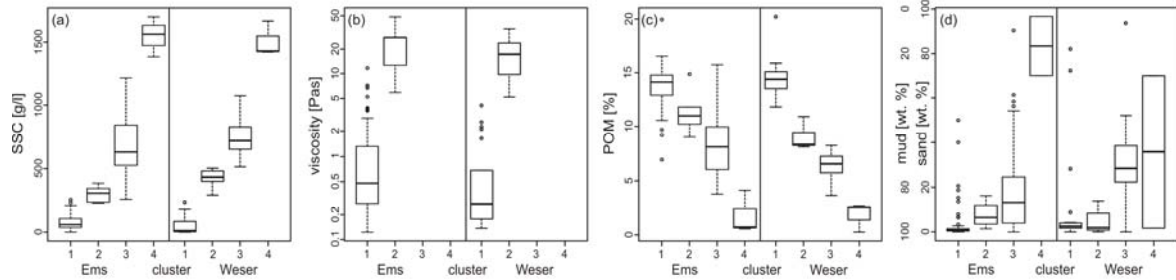 (a)
SSC [g/l]
1500
1000
500
0
1 2 3 4 1 2 3 4
Ems cluster Weser
(b)
viscosity [Pas]
50
20
10
5
2
1
0.5
0.2
0.1
1 2 3 4 1 2 3 4
Ems cluster Weser
(c)
POM [%]
20
15
10
5
0
1 2 3 4 1 2 3 4
Ems cluster Weser
(d)
mud [wt. %]
sand [wt. %]
100 80 20 0
0 20 80 100
1 2 3 4 1 2 3 4
Ems cluster Weser